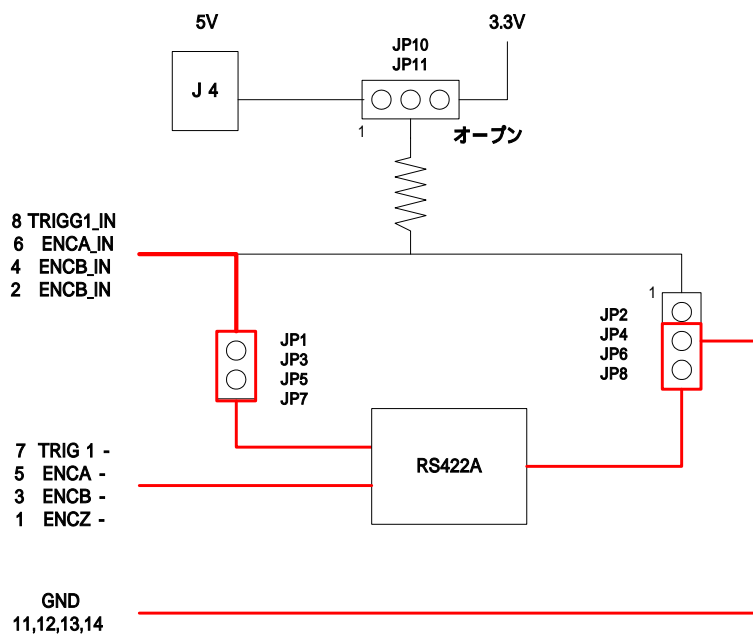 5V
3.3V
JP10
JP11
J 4
1
オープン
8 TRIGG1_IN
6 ENCA_IN
4 ENCB_IN
2 ENCB_IN
1
JP2
JP4
JP6
JP8
JP1
JP3
JP5
JP7
RS422A
7 TRIG 1 -
5 ENCA -
3 ENCB -
1 ENCZ -
GND
11,12,13,14